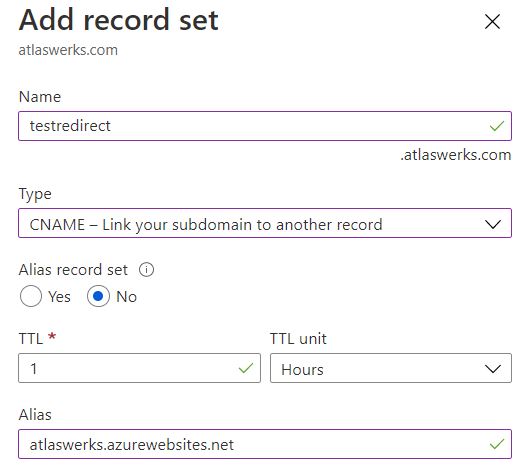 Add record set
atlaswerks.com
Name
testredirect
.atlaswerks.com
Type
CNAME – Link your subdomain to another record
Alias record set
Yes No
TTL * TTL unit
1 Hours
Alias
atlaswerks.azurewebsites.net